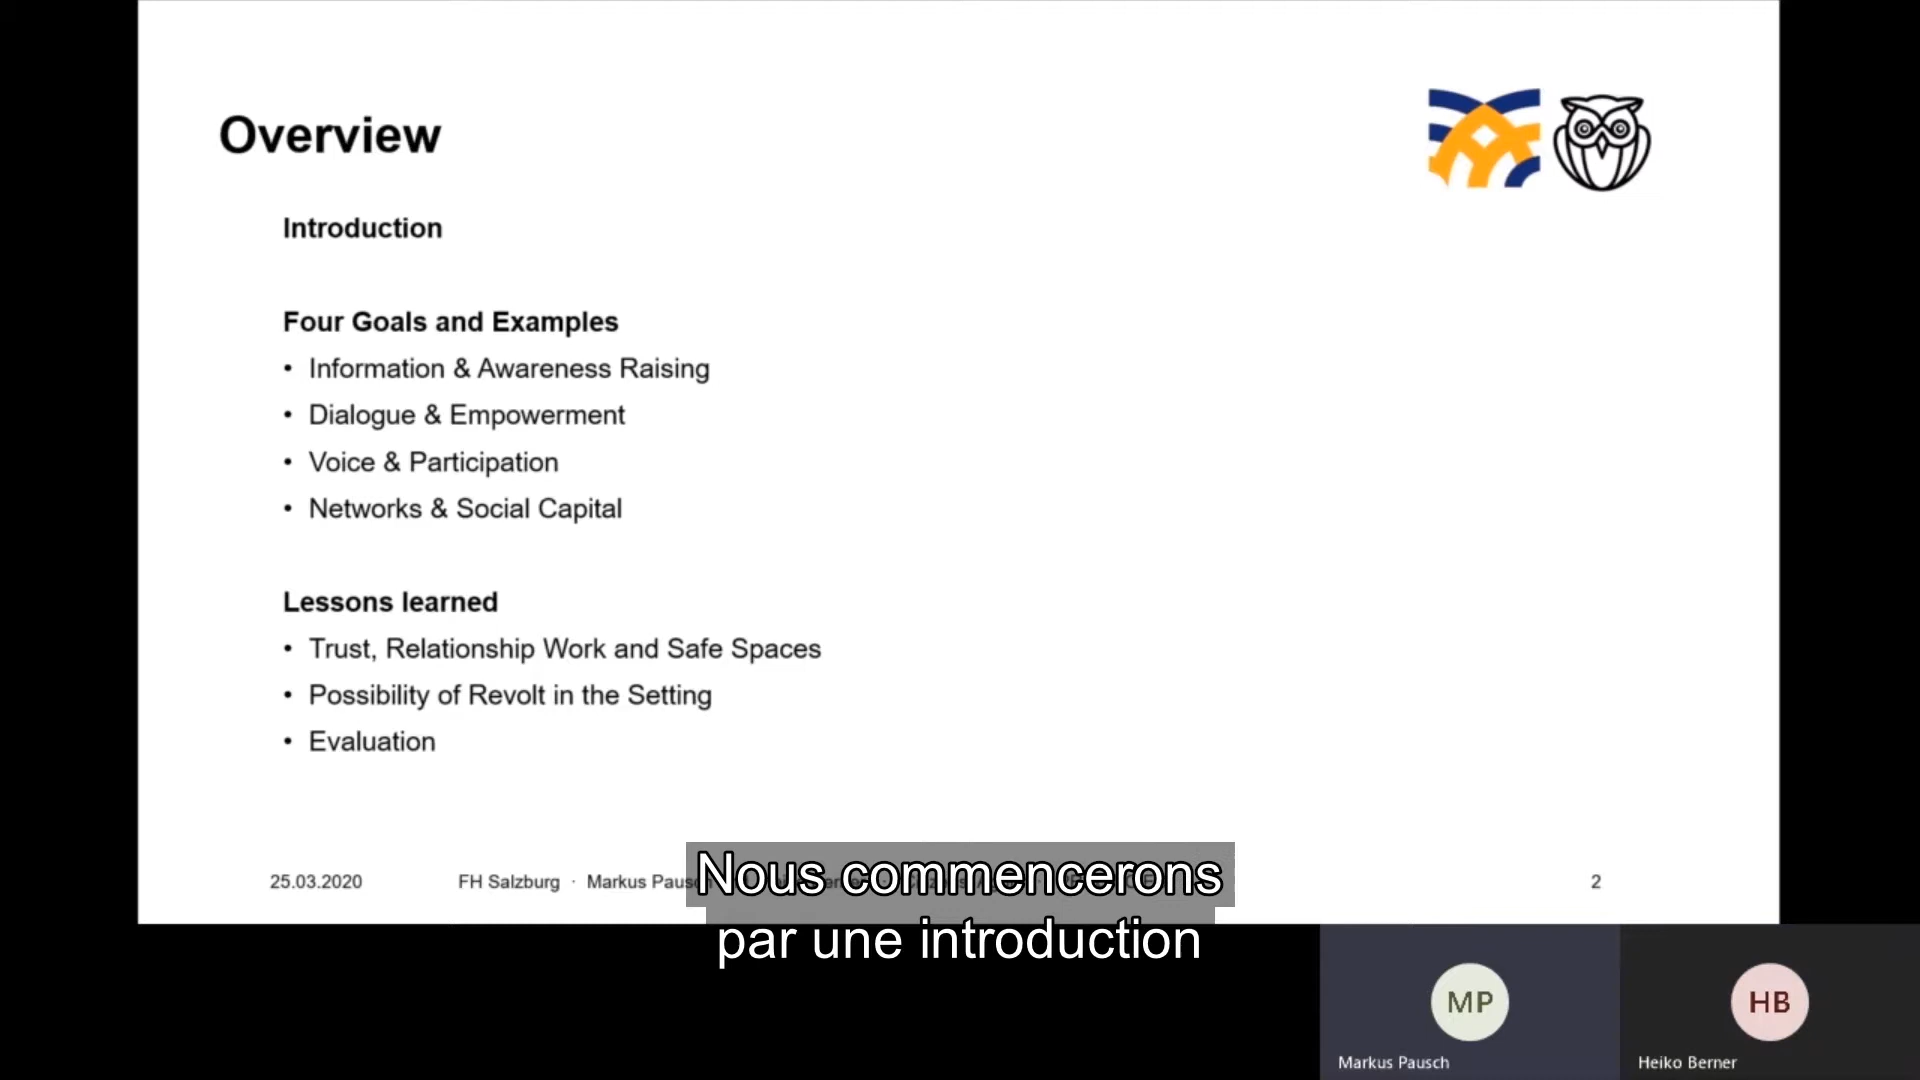 Overview
Introduction
Four Goals and Examples
• Information & Awareness Raising
• Dialogue & Empowerment
• Voice & Participation
• Networks & Social Capital
Lessons learned
• Trust, Relationship Work and Safe Spaces
• Possibility of Revolt in the Setting
• Evaluation
25.03.2020 FH Salzburg · Markus Pausch 2
Nous commencerons
par une introduction
MP HB
Markus Pausch Heiko Berner